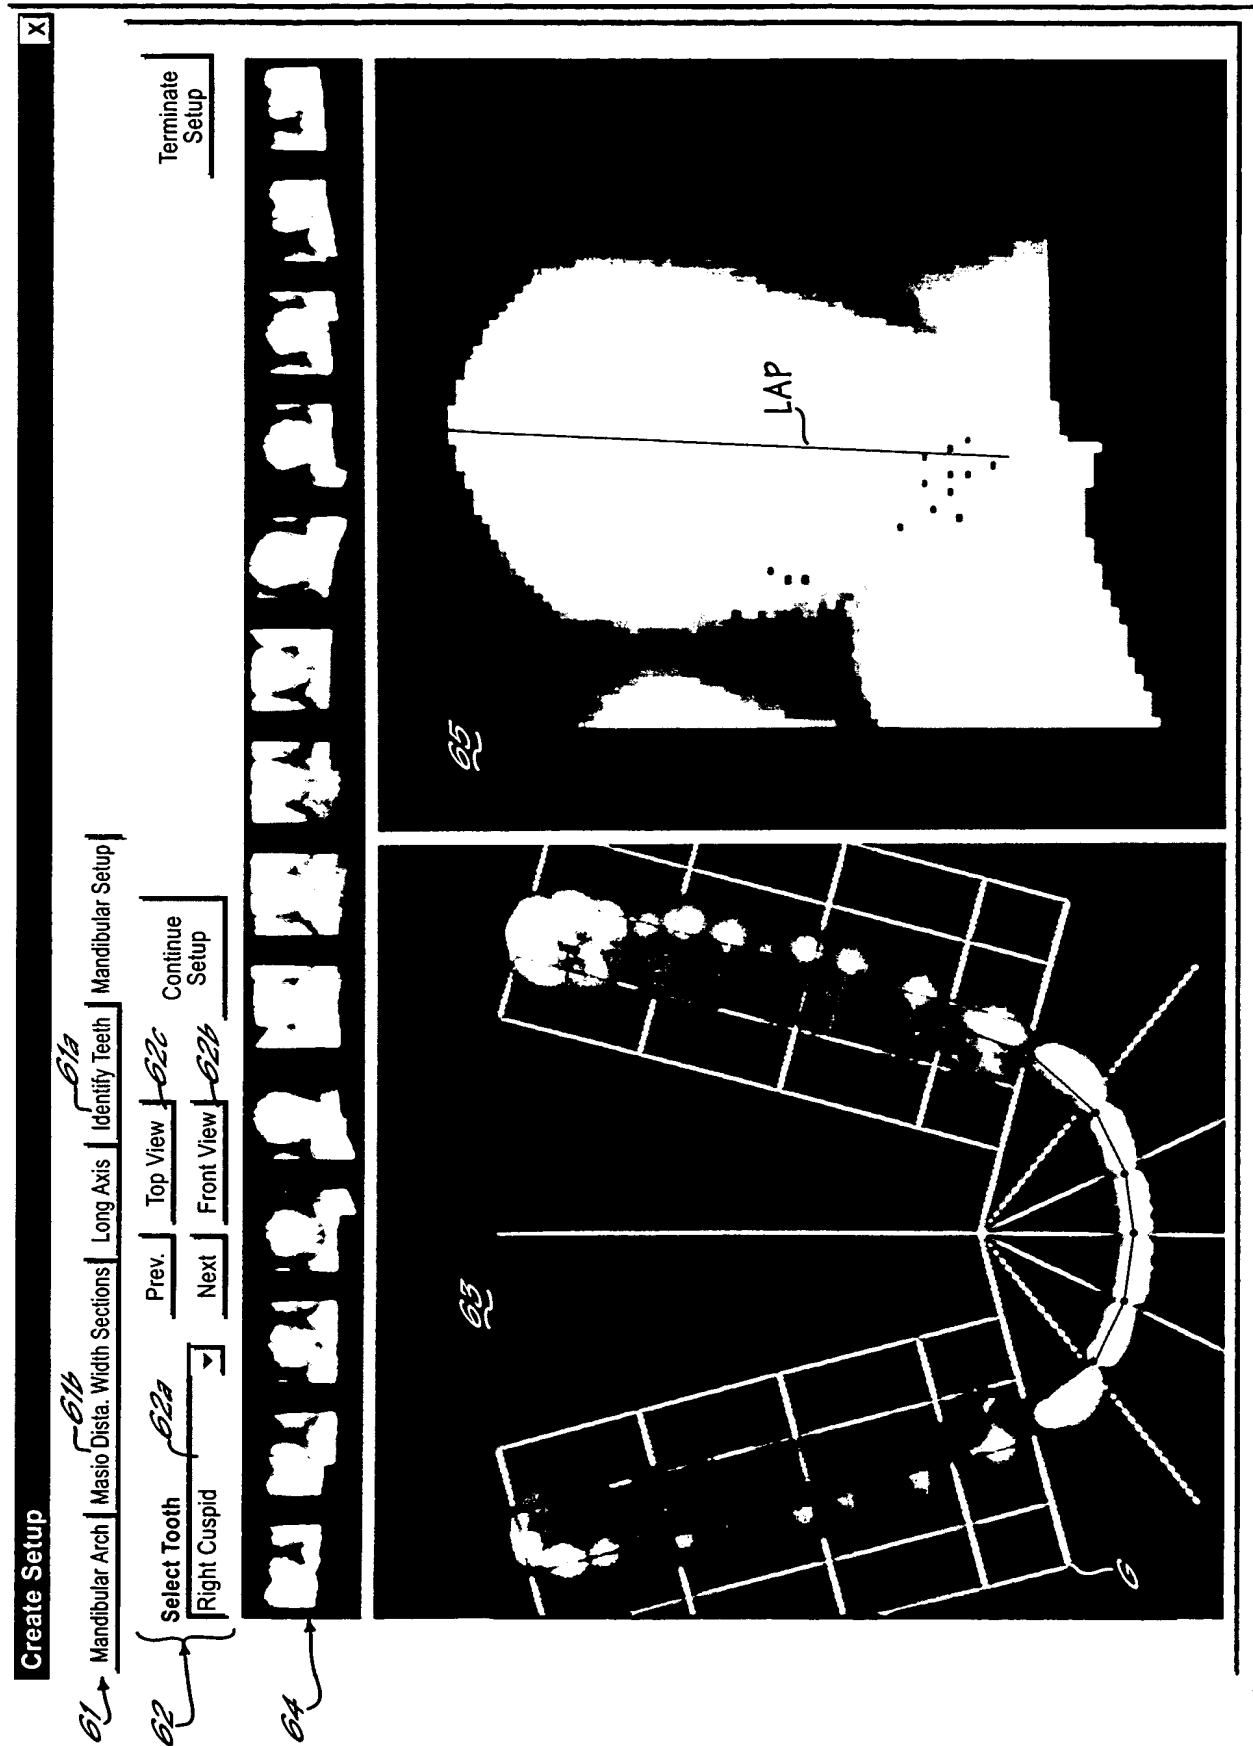 Create Setup X
61 Mandibular Arch Masio Dista. Width Sections Long Axis Identify Teeth Mandibular Setup
61b 61a
62 Select Tooth 62a Prev. Top View 62c Continue Setup Terminate Setup
Right Cuspid Next Front View 62b
64
63
65
LAP
G